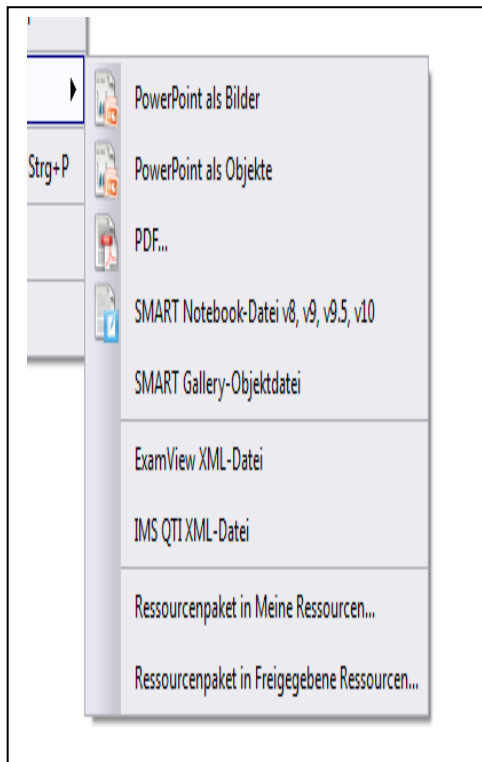 PowerPoint als Bilder
Strg+P
PowerPoint als Objekte
PDF...
SMART Notebook-Datei v8, v9, v9.5, v10
SMART Gallery-Objektdatei
ExamView XML-Datei
IMS QTI XML-Datei
Ressourcenpaket in Meine Ressourcen...
Ressourcenpaket in Freigegebene Ressourcen...